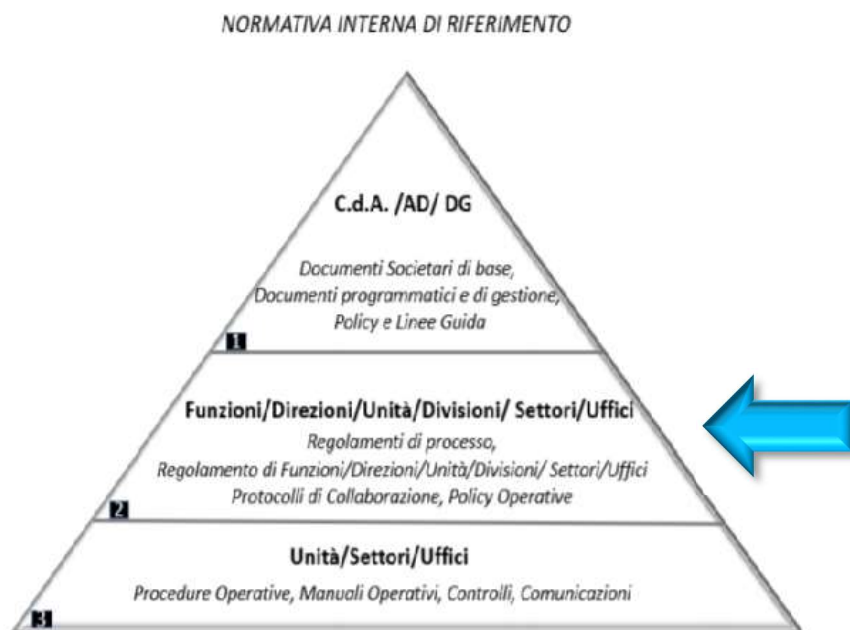 NORMATIVA INTERNA DI RIFERIMENTO
C.d.A. /AD/ DG
Documenti Societari di base,
Documenti programmatici e di gestione,
Policy e Linee Guida
1
Funzioni/Direzioni/Unità/Divisioni/ Settori/Uffici
Regolamenti di processo,
Regolamento di Funzioni/Direzioni/Unità/Divisioni/ Settori/Uffici
Protocolli di Collaborazione, Policy Operative
2
Unità/Settori/Uffici
Procedure Operative, Manuali Operativi, Controlli, Comunicazioni
3